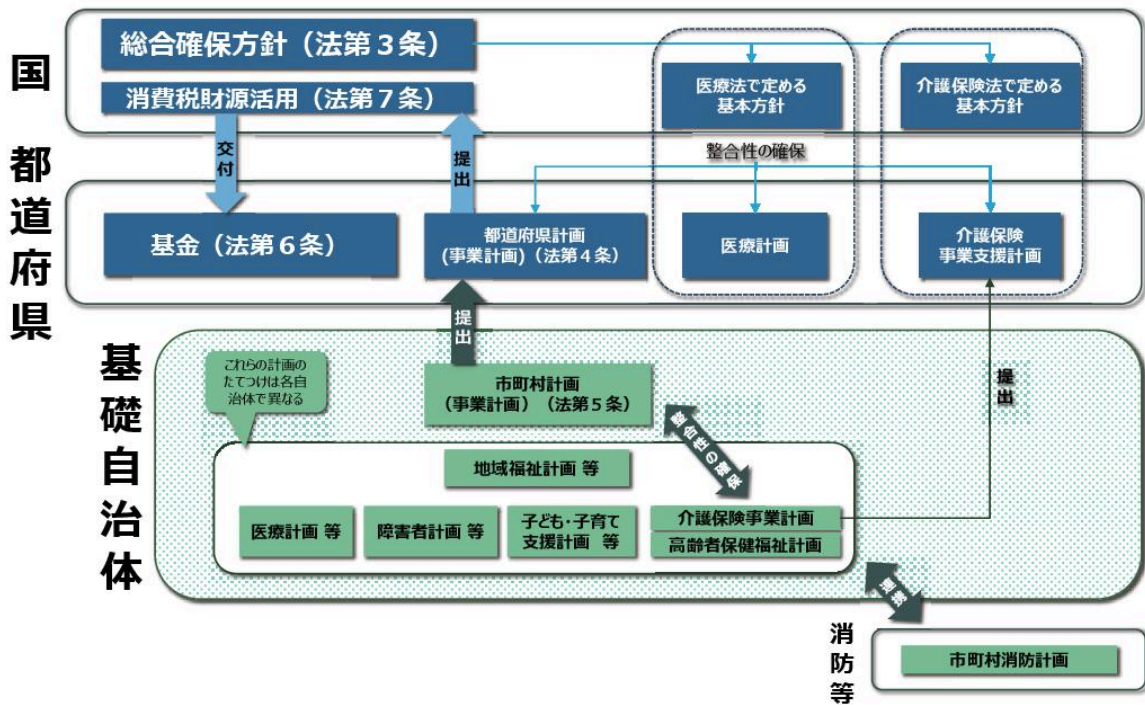 国
総合確保方針（法第３条）
消費税財源活用（法第７条）
医療法で定める
基本方針
介護保険法で定める
基本方針
交付
提出
整合性の確保
都道府県
基金（法第６条）
都道府県計画
(事業計画)（法第４条）
医療計画
介護保険
事業支援計画
提出
基礎自治体
これらの計画の
たてつけは各自
治体で異なる
市町村計画
（事業計画）（法第５条）
提出
整合性の確保
地域福祉計画 等
医療計画 等
障害者計画 等
子ども・子育て
支援計画 等
介護保険事業計画
高齢者保健福祉計画
連携
消防等
市町村消防計画